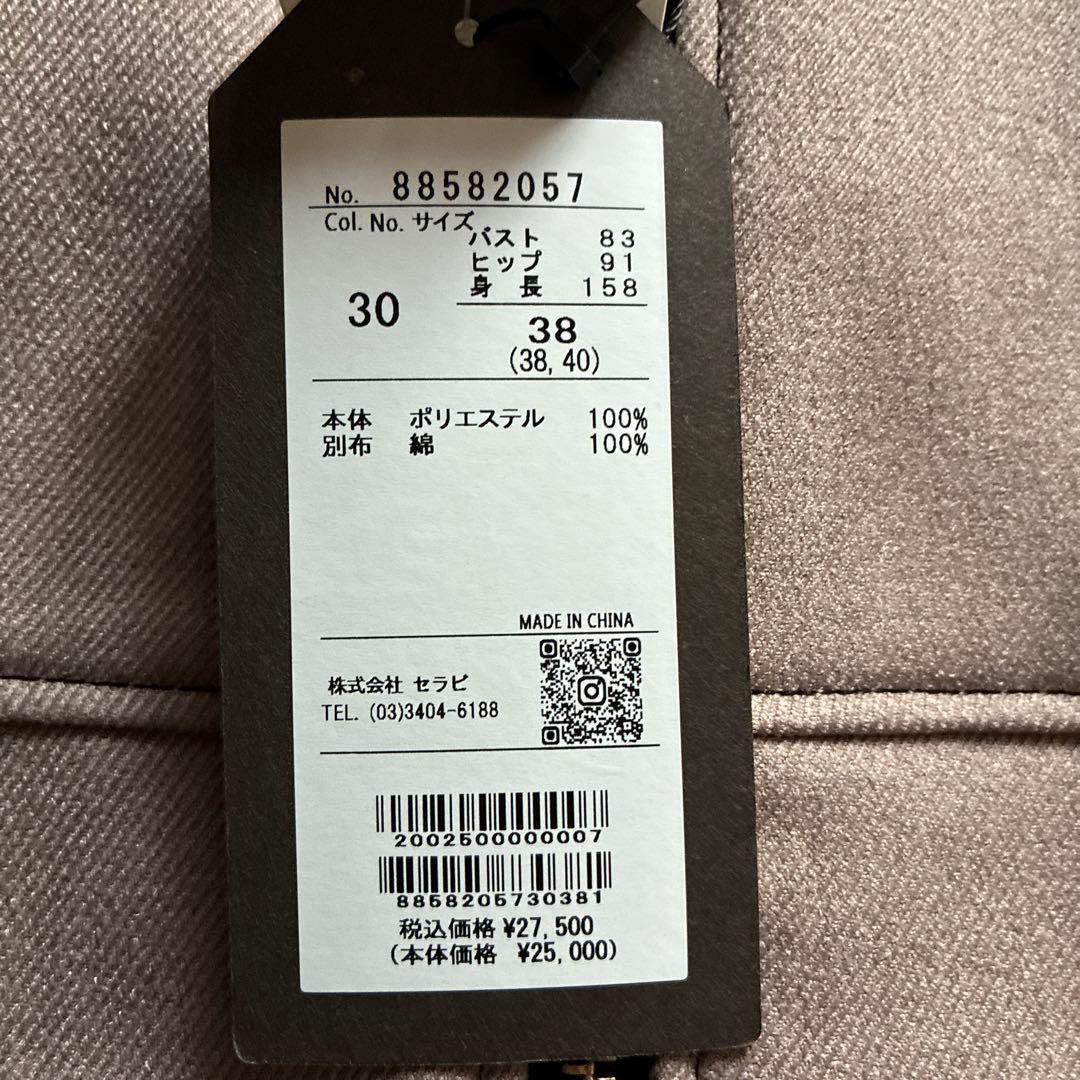 No. 88582057
Col. No. サイズ
バスト 83
ヒップ 91
身長 158
30
38
(38, 40)
本体 ポリエステル 100%
別布 綿 100%
MADE IN CHINA
株式会社 セラビ
TEL. (03)3404-6188
2002500000007
8858205730381
税込価格 ¥27,500
(本体価格 ¥25,000)